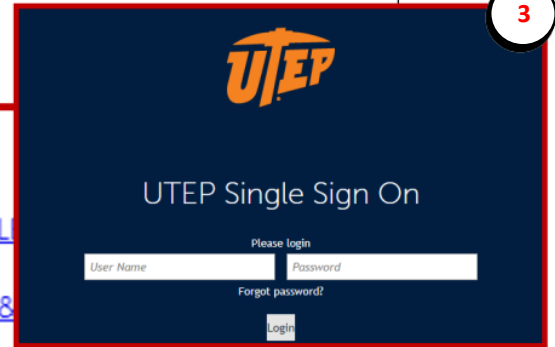 3
UTEP
UTEP Single Sign On
Please login
User Name Password
Forgot password?
Login
&